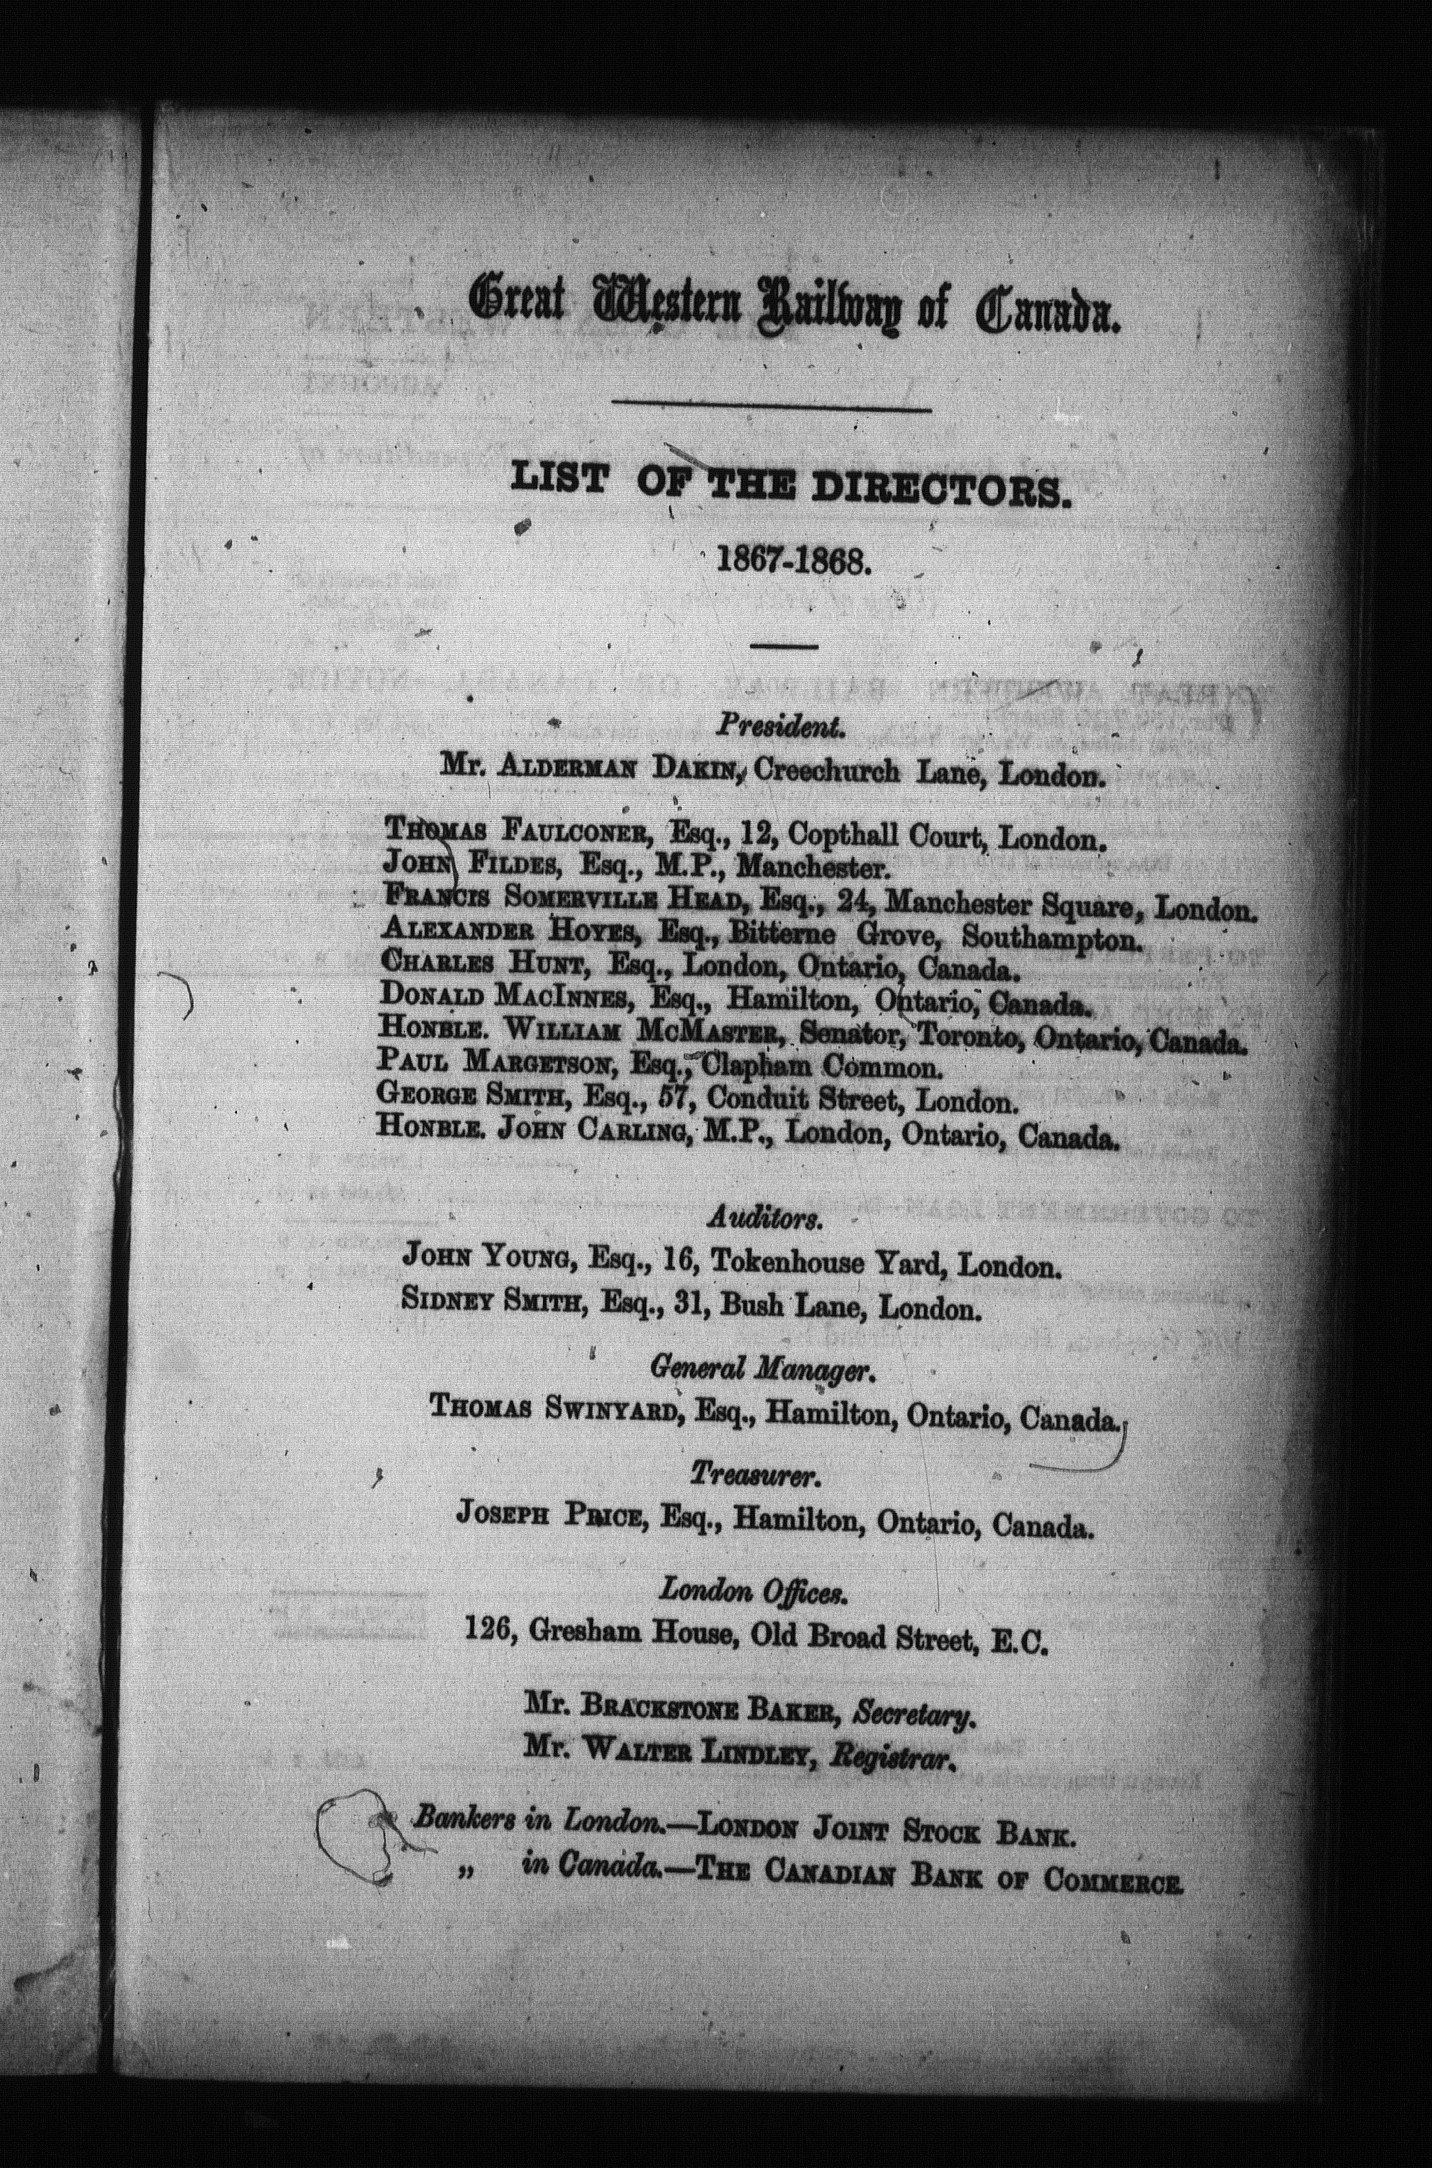 Great Western Railway of Canada.
LIST OF THE DIRECTORS.
1867-1868.
President.
Mr. ALDERMAN DAKIN, Creechurch Lane, London.
THOMAS FAULCONER, Esq., 12, Copthall Court, London.
JOHN FILDES, Esq., M.P., Manchester.
FRANCIS SOMERVILLE HEAD, Esq., 24, Manchester Square, London.
ALEXANDER HOYES, Esq., Bitterne Grove, Southampton.
CHARLES HUNT, Esq., London, Ontario, Canada.
DONALD MACINNES, Esq., Hamilton, Ontario, Canada.
HONBLE. WILLIAM MCMASTER, Senator, Toronto, Ontario, Canada.
PAUL MARGETSON, Esq., Clapham Common.
GEORGE SMITH, Esq., 57, Conduit Street, London.
HONBLE. JOHN CARLING, M.P., London, Ontario, Canada.
Auditors.
JOHN YOUNG, Esq., 16, Tokenhouse Yard, London.
SIDNEY SMITH, Esq., 31, Bush Lane, London.
General Manager.
THOMAS SWINYARD, Esq., Hamilton, Ontario, Canada.
Treasurer.
JOSEPH PRICE, Esq., Hamilton, Ontario, Canada.
London Offices.
126, Gresham House, Old Broad Street, E.C.
Mr. BRACKSTONE BAKER, Secretary.
Mr. WALTER LINDLEY, Registrar.
Bankers in London.—LONDON JOINT STOCK BANK.
„ in Canada.—THE CANADIAN BANK OF COMMERCE.